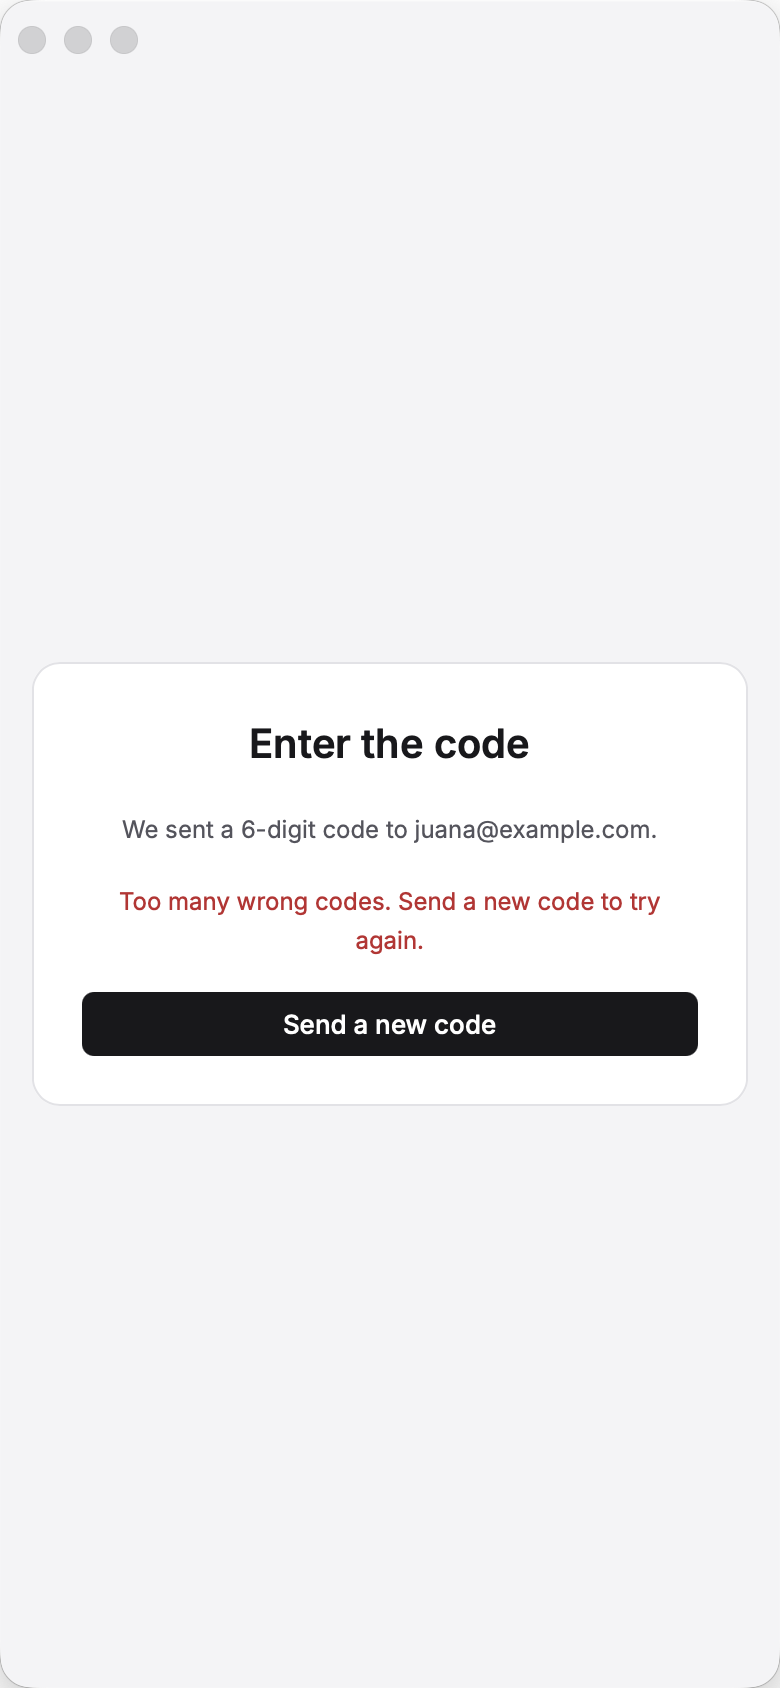 Enter the code
We sent a 6-digit code to juana@example.com.
Too many wrong codes. Send a new code to try
again.
Send a new code